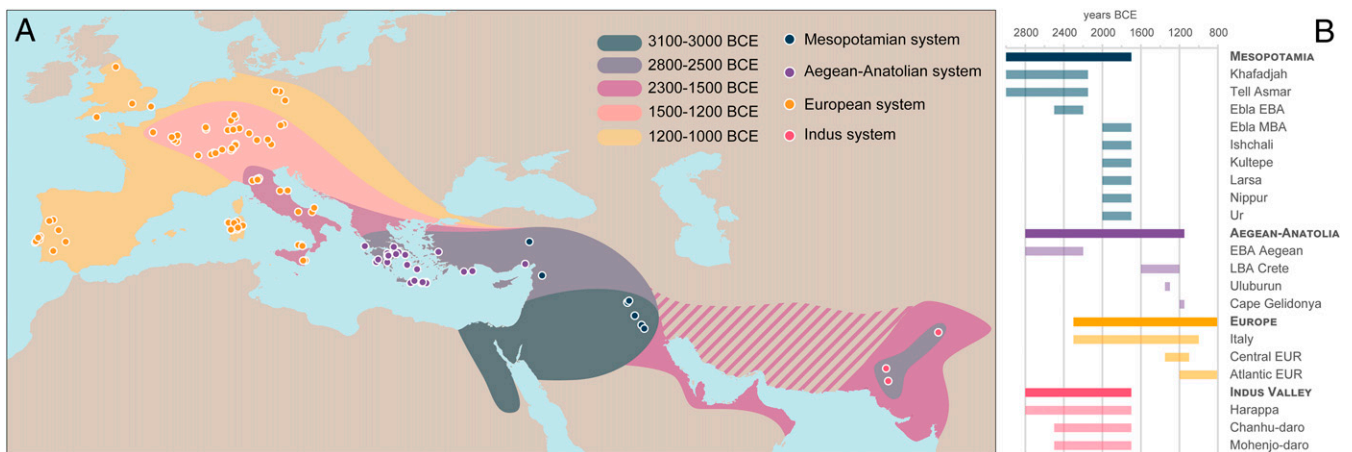 A
3100-3000 BCE
2800-2500 BCE
2300-1500 BCE
1500-1200 BCE
1200-1000 BCE
Mesopotamian system
Aegean-Anatolian system
European system
Indus system
B
years BCE
2800 2400 2000 1600 1200 800
MESOPOTAMIA
Khafadjah
Tell Asmar
Ebla EBA
Ebla MBA
Ishchali
Kultepe
Larsa
Nippur
Ur
AEGEAN-ANATOLIA
EBA Aegean
LBA Crete
Uluburun
Cape Gelidonya
EUROPE
Italy
Central EUR
Atlantic EUR
INDUS VALLEY
Harappa
Chanhu-daro
Mohenjo-daro